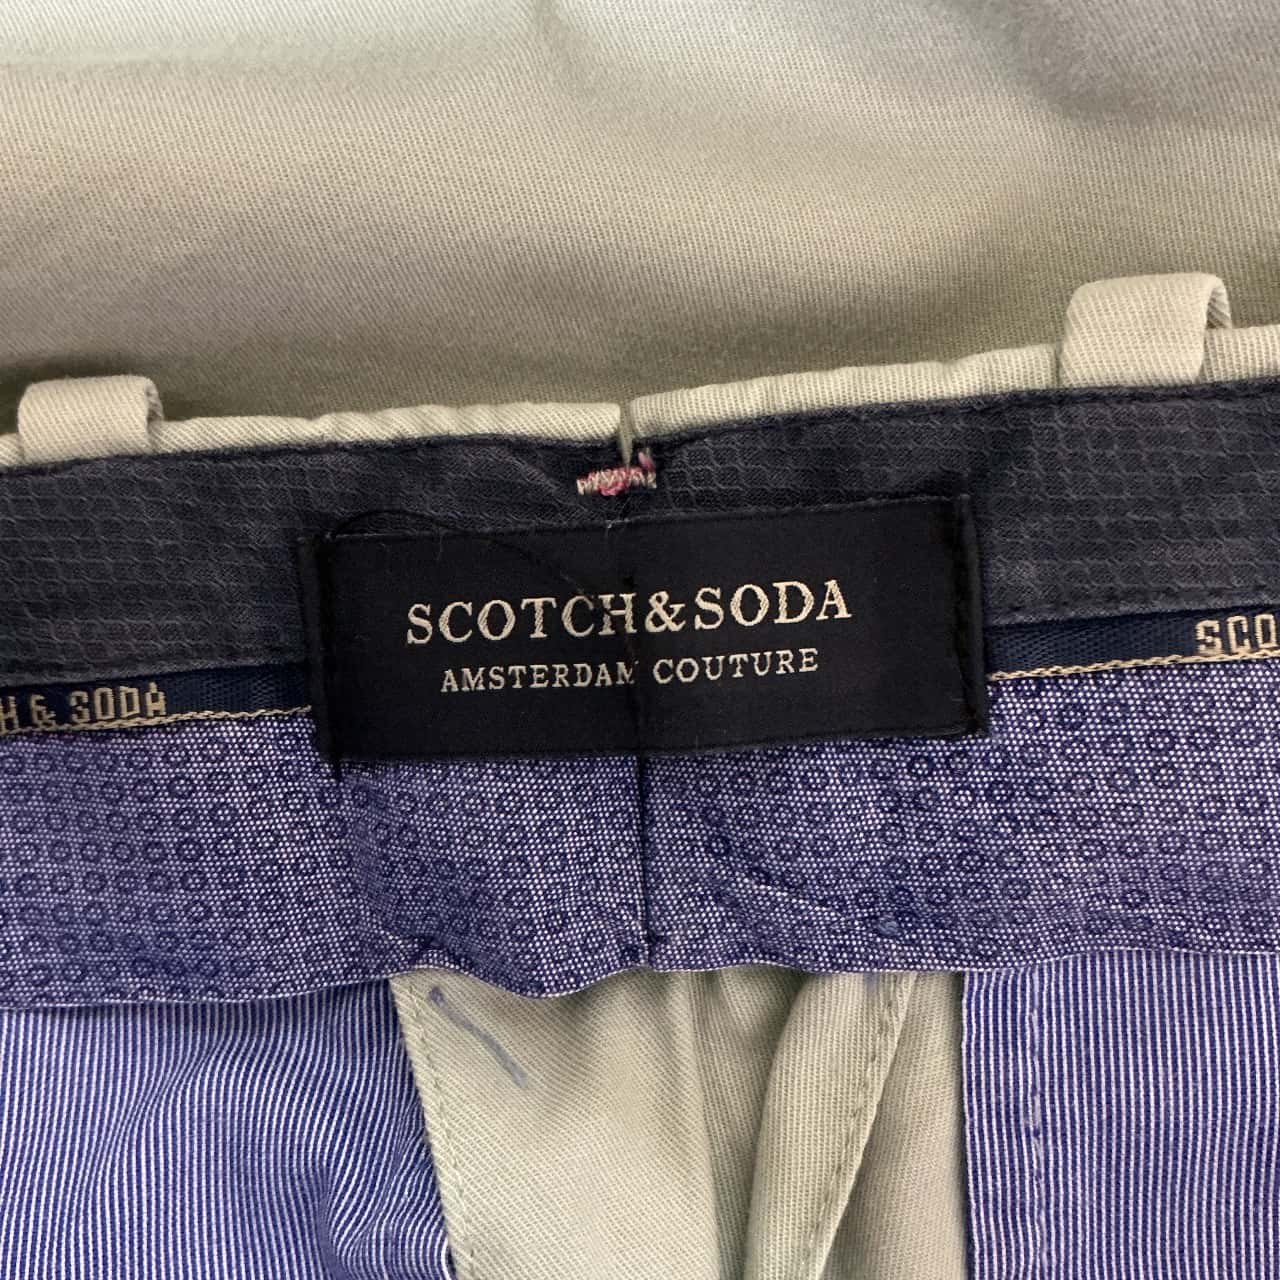 SCOTCH & SODA
AMSTERDAM COUTURE
H & SODA
SCO